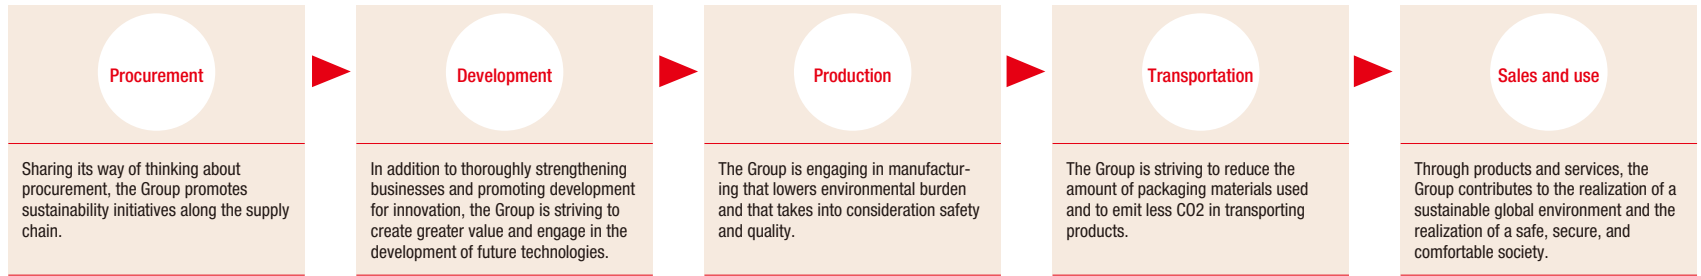 Procurement
Sharing its way of thinking about
procurement, the Group promotes
sustainability initiatives along the supply
chain.
Development
In addition to thoroughly strengthening
businesses and promoting development
for innovation, the Group is striving to
create greater value and engage in the
development of future technologies.
Production
The Group is engaging in manufactur-
ing that lowers environmental burden
and that takes into consideration safety
and quality.
Transportation
The Group is striving to reduce the
amount of packaging materials used
and to emit less CO2 in transporting
products.
Sales and use
Through products and services, the
Group contributes to the realization of a
sustainable global environment and the
realization of a safe, secure, and
comfortable society.